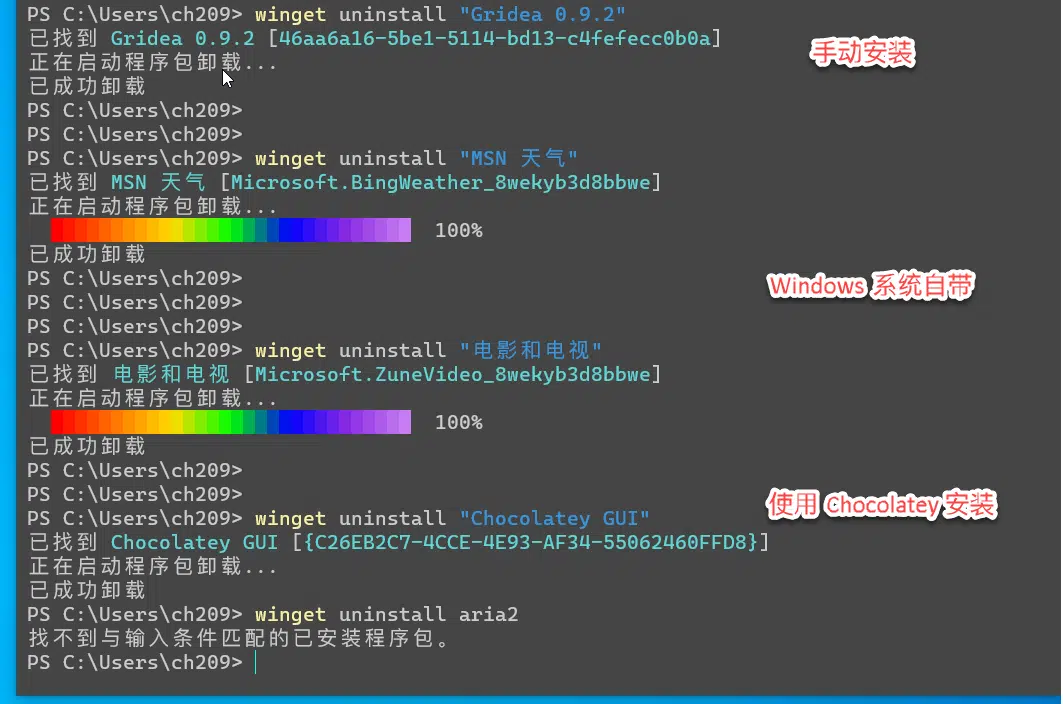 PS C:\Users\ch209> winget uninstall "Gridea 0.9.2"
已找到 Gridea 0.9.2 [46aa6a16-5be1-5114-bd13-c4fefecc0b0a]
手动安装
正在启动程序包卸载...
已成功卸载
PS C:\Users\ch209>
PS C:\Users\ch209>
PS C:\Users\ch209> winget uninstall "MSN 天气"
已找到 MSN 天气 [Microsoft.BingWeather_8wekyb3d8bbwe]
正在启动程序包卸载...
100%
已成功卸载
PS C:\Users\ch209>
Windows 系统自带
PS C:\Users\ch209>
PS C:\Users\ch209>
PS C:\Users\ch209> winget uninstall "电影和电视"
已找到 电影和电视 [Microsoft.ZuneVideo_8wekyb3d8bbwe]
正在启动程序包卸载...
100%
已成功卸载
PS C:\Users\ch209>
PS C:\Users\ch209>
使用 Chocolatey 安装
PS C:\Users\ch209> winget uninstall "Chocolatey GUI"
已找到 Chocolatey GUI [{C26EB2C7-4CCE-4E93-AF34-55062460FFD8}]
正在启动程序包卸载...
已成功卸载
PS C:\Users\ch209> winget uninstall aria2
找不到与输入条件匹配的已安装程序包。
PS C:\Users\ch209>